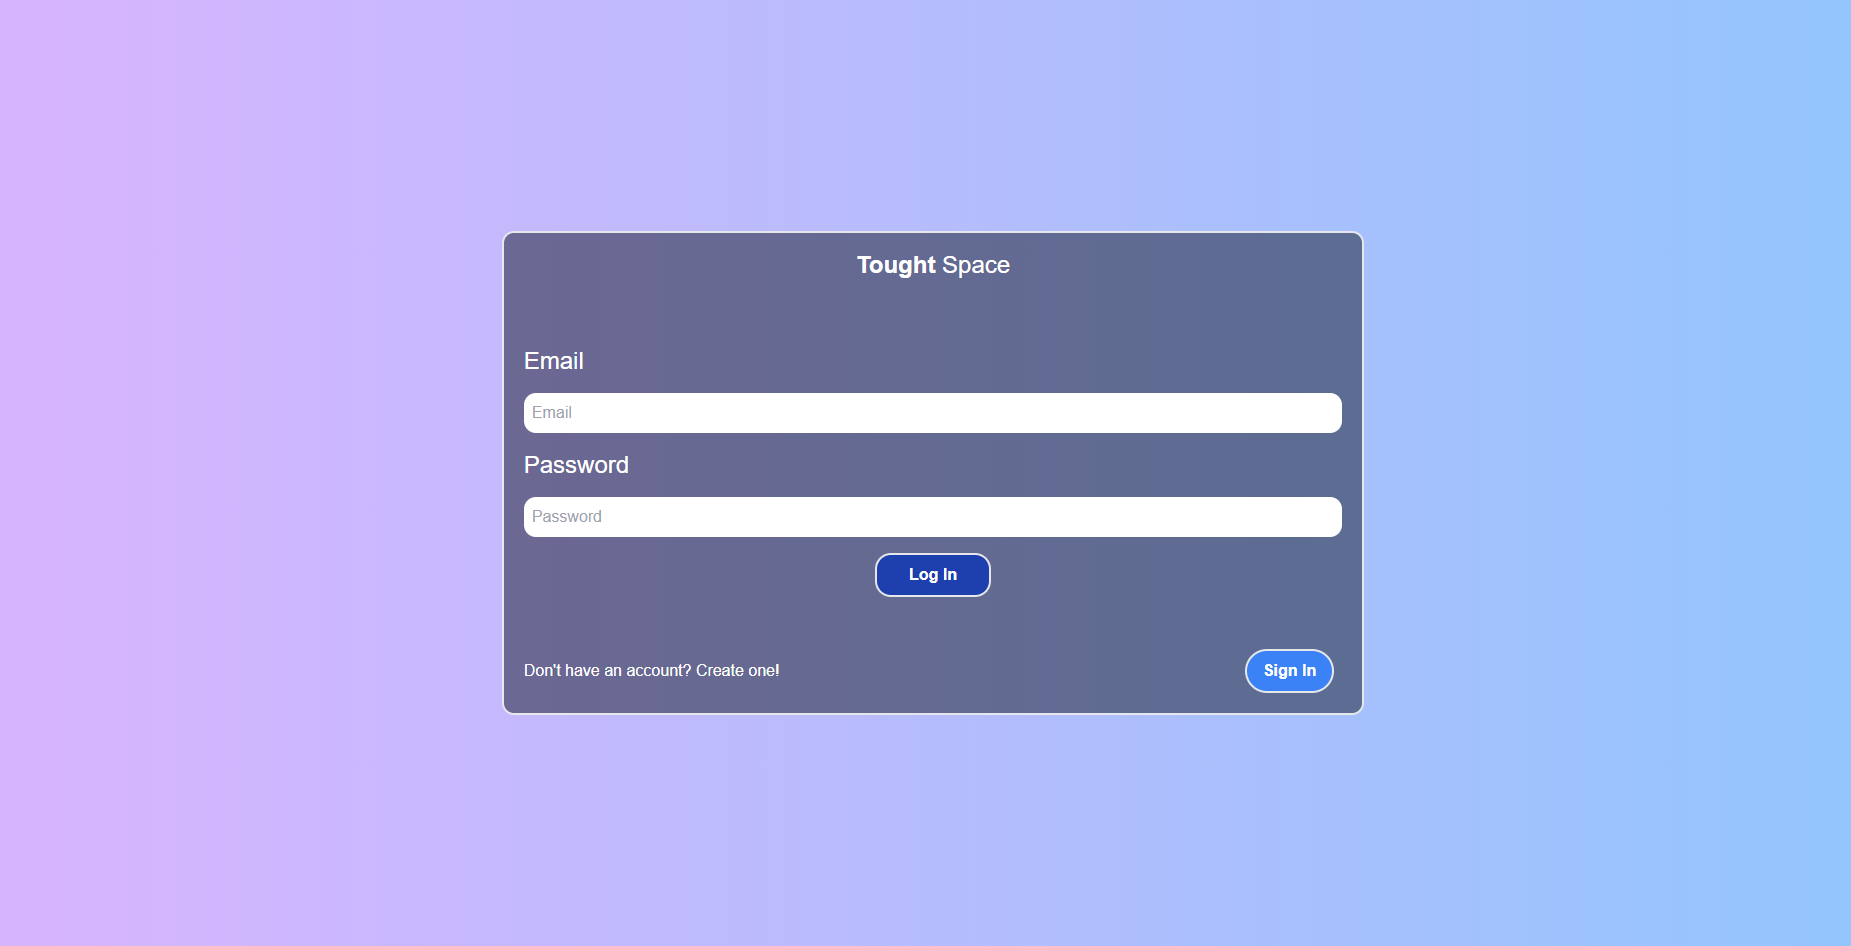 Tought Space
Email
Email
Password
Password
Log In
Don't have an account? Create one!
Sign In